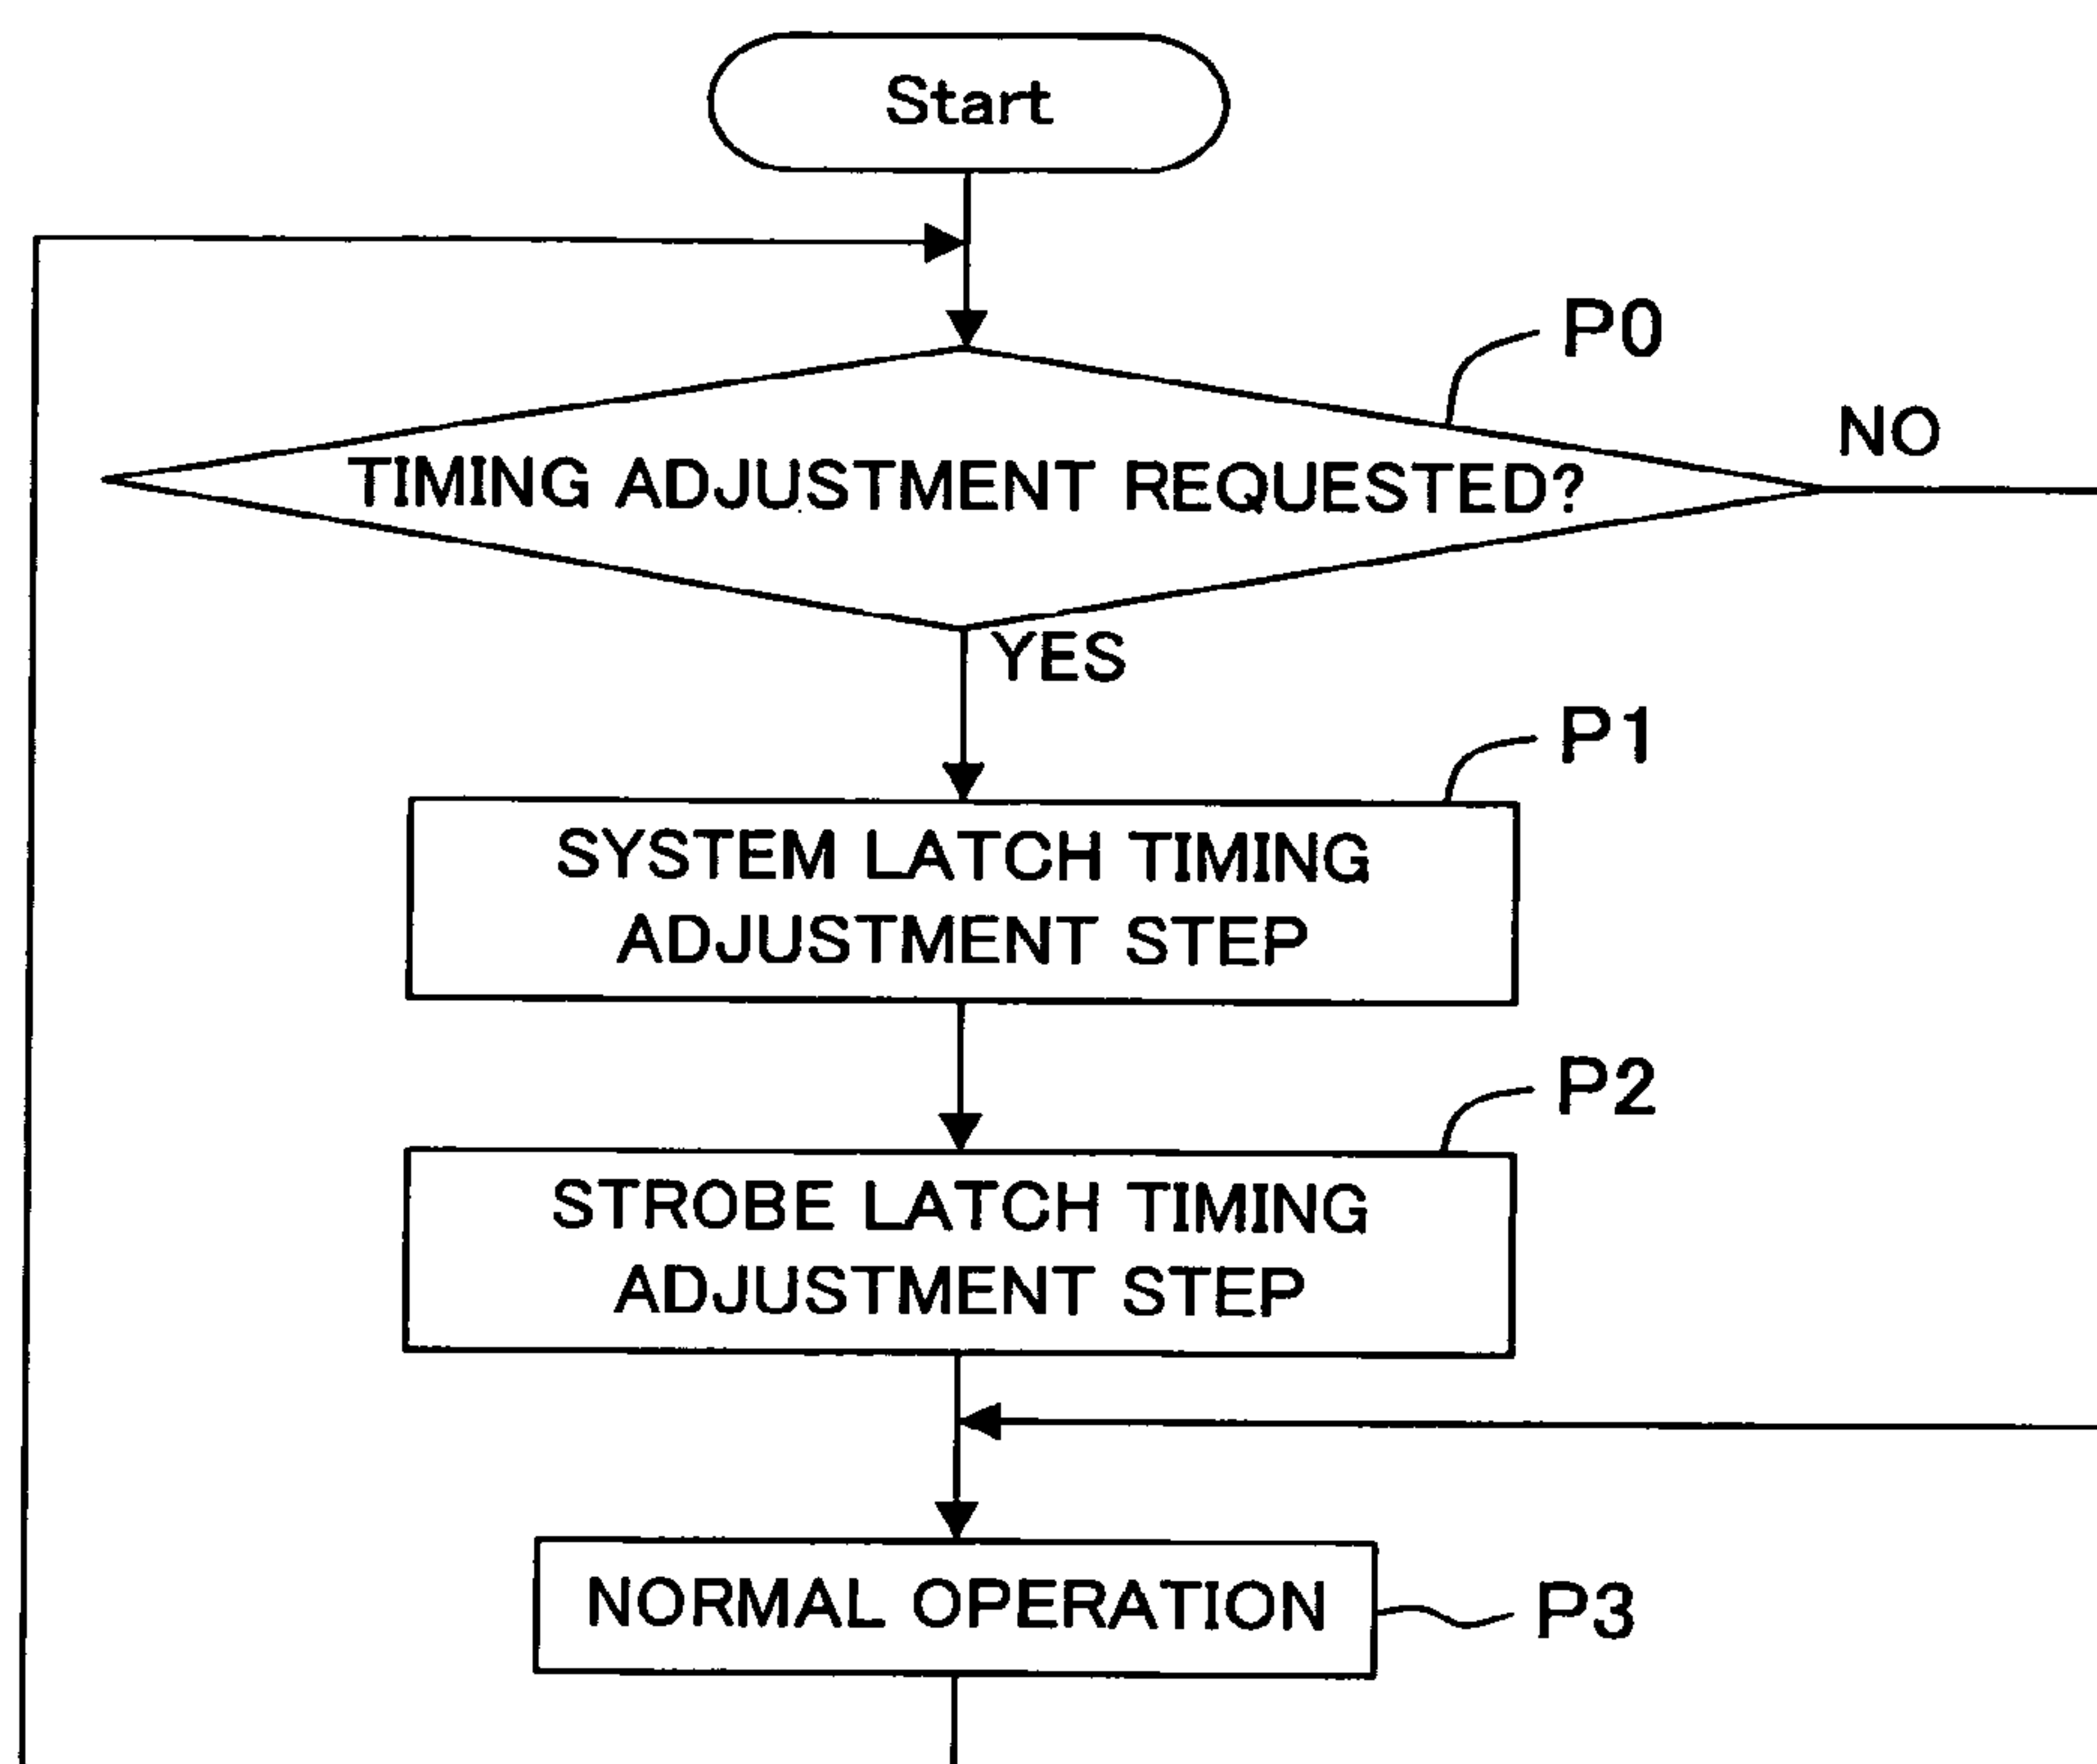 Start
P0
NO
TIMING ADJUSTMENT REQUESTED?
YES
P1
SYSTEM LATCH TIMING
ADJUSTMENT STEP
P2
STROBE LATCH TIMING
ADJUSTMENT STEP
NORMAL OPERATION
P3